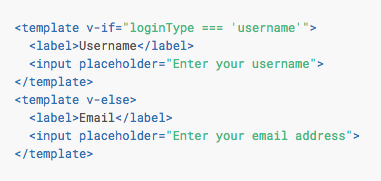 <template v-if="loginType === 'username'">
  <label>Username</label>
  <input placeholder="Enter your username">
</template>
<template v-else>
  <label>Email</label>
  <input placeholder="Enter your email address">
</template>